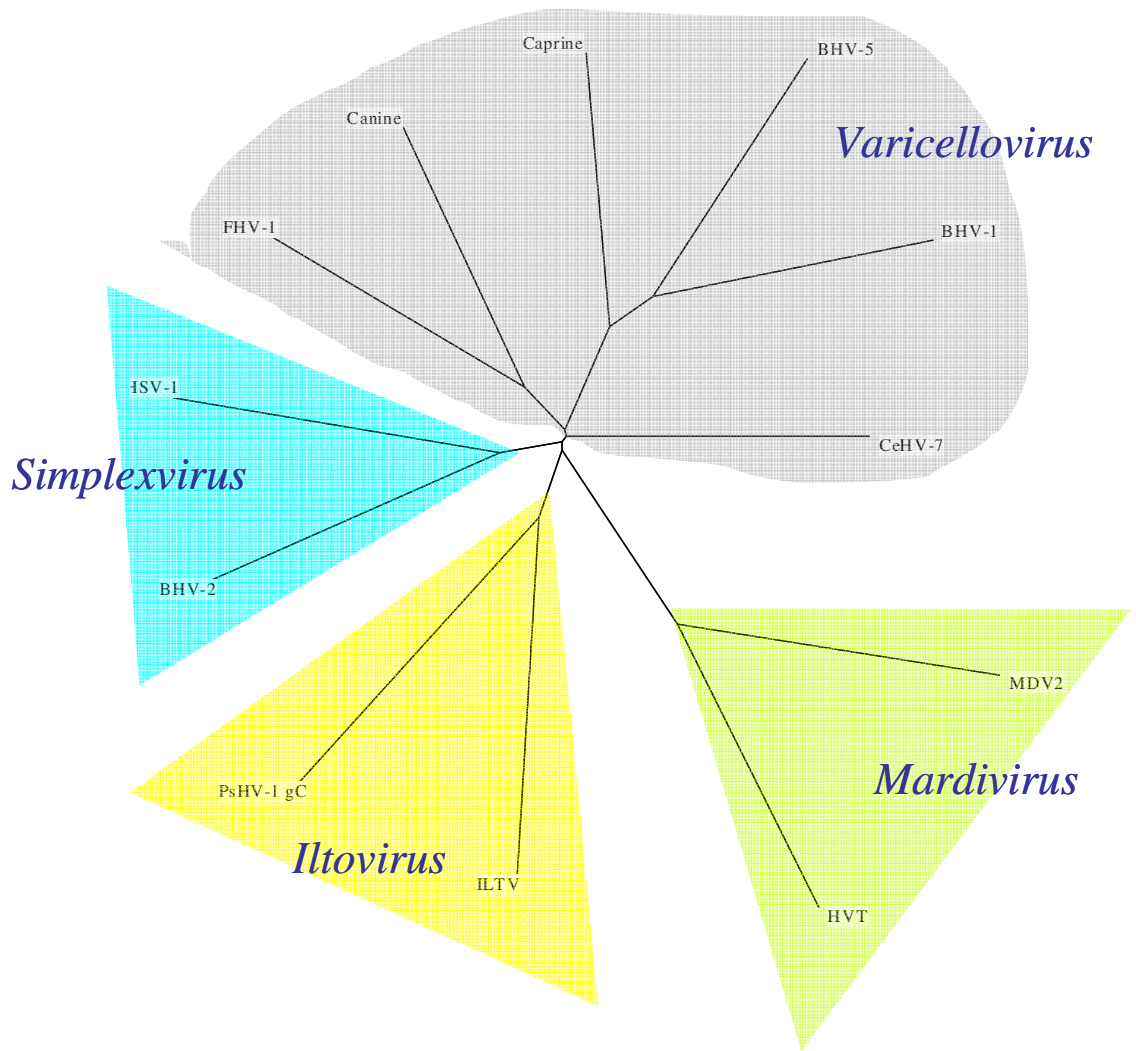 Caprine
BHV-5
Canine
Varicellovirus
FHV-1
BHV-1
HSV-1
CeHV-7
Simplexvirus
BHV-2
MDV2
PsHV-1 gC
Mardivirus
Iltovirus
ILTV
HVT